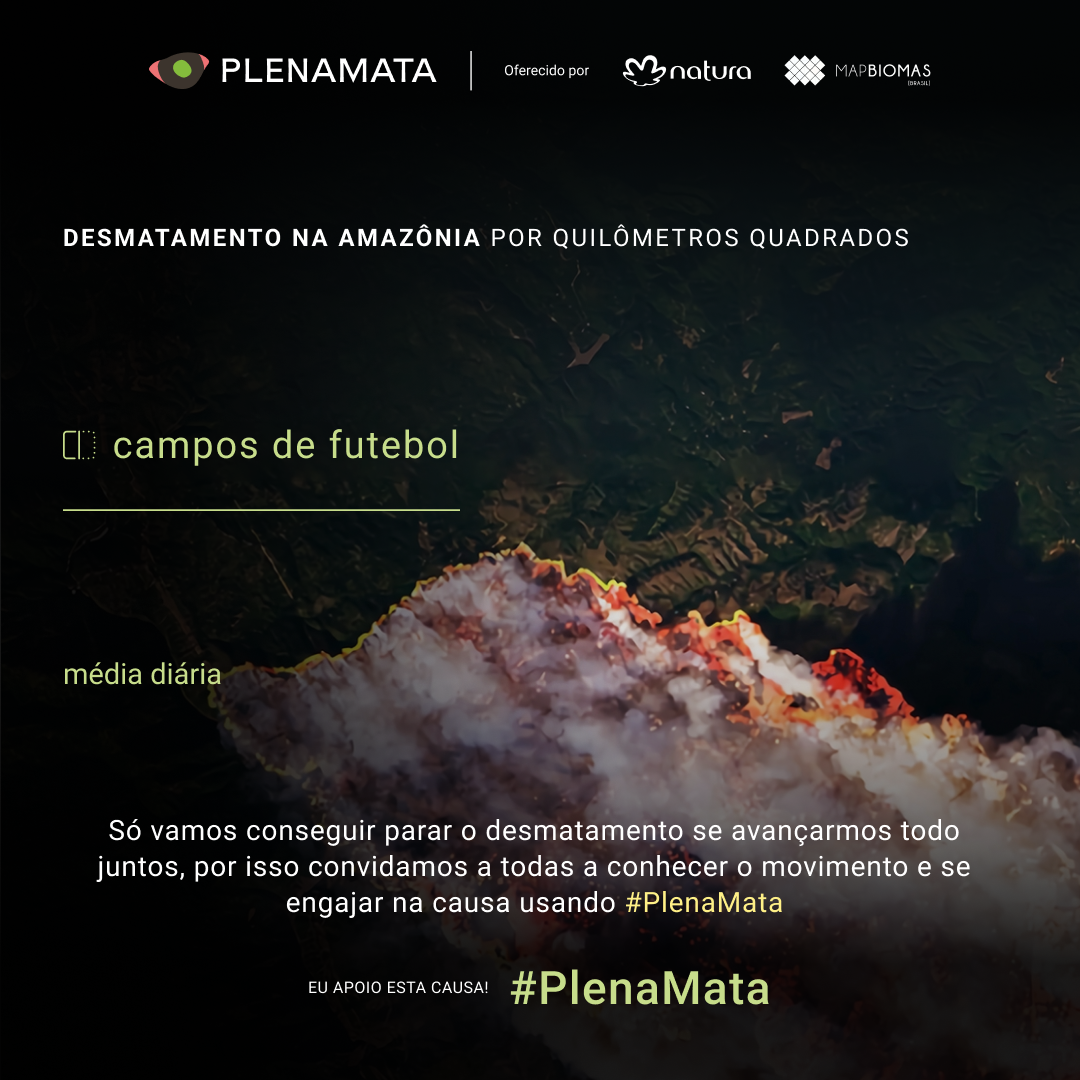 PLENAMATA
Oferecido por
natura
MAPBIOMAS
[BRASIL]
DESMATAMENTO NA AMAZÔNIA POR QUILÔMETROS QUADRADOS
campos de futebol
média diária
Só vamos conseguir parar o desmatamento se avançarmos todo
juntos, por isso convidamos a todas a conhecer o movimento e se
engajar na causa usando #PlenaMata
EU APOIO ESTA CAUSA! #PlenaMata